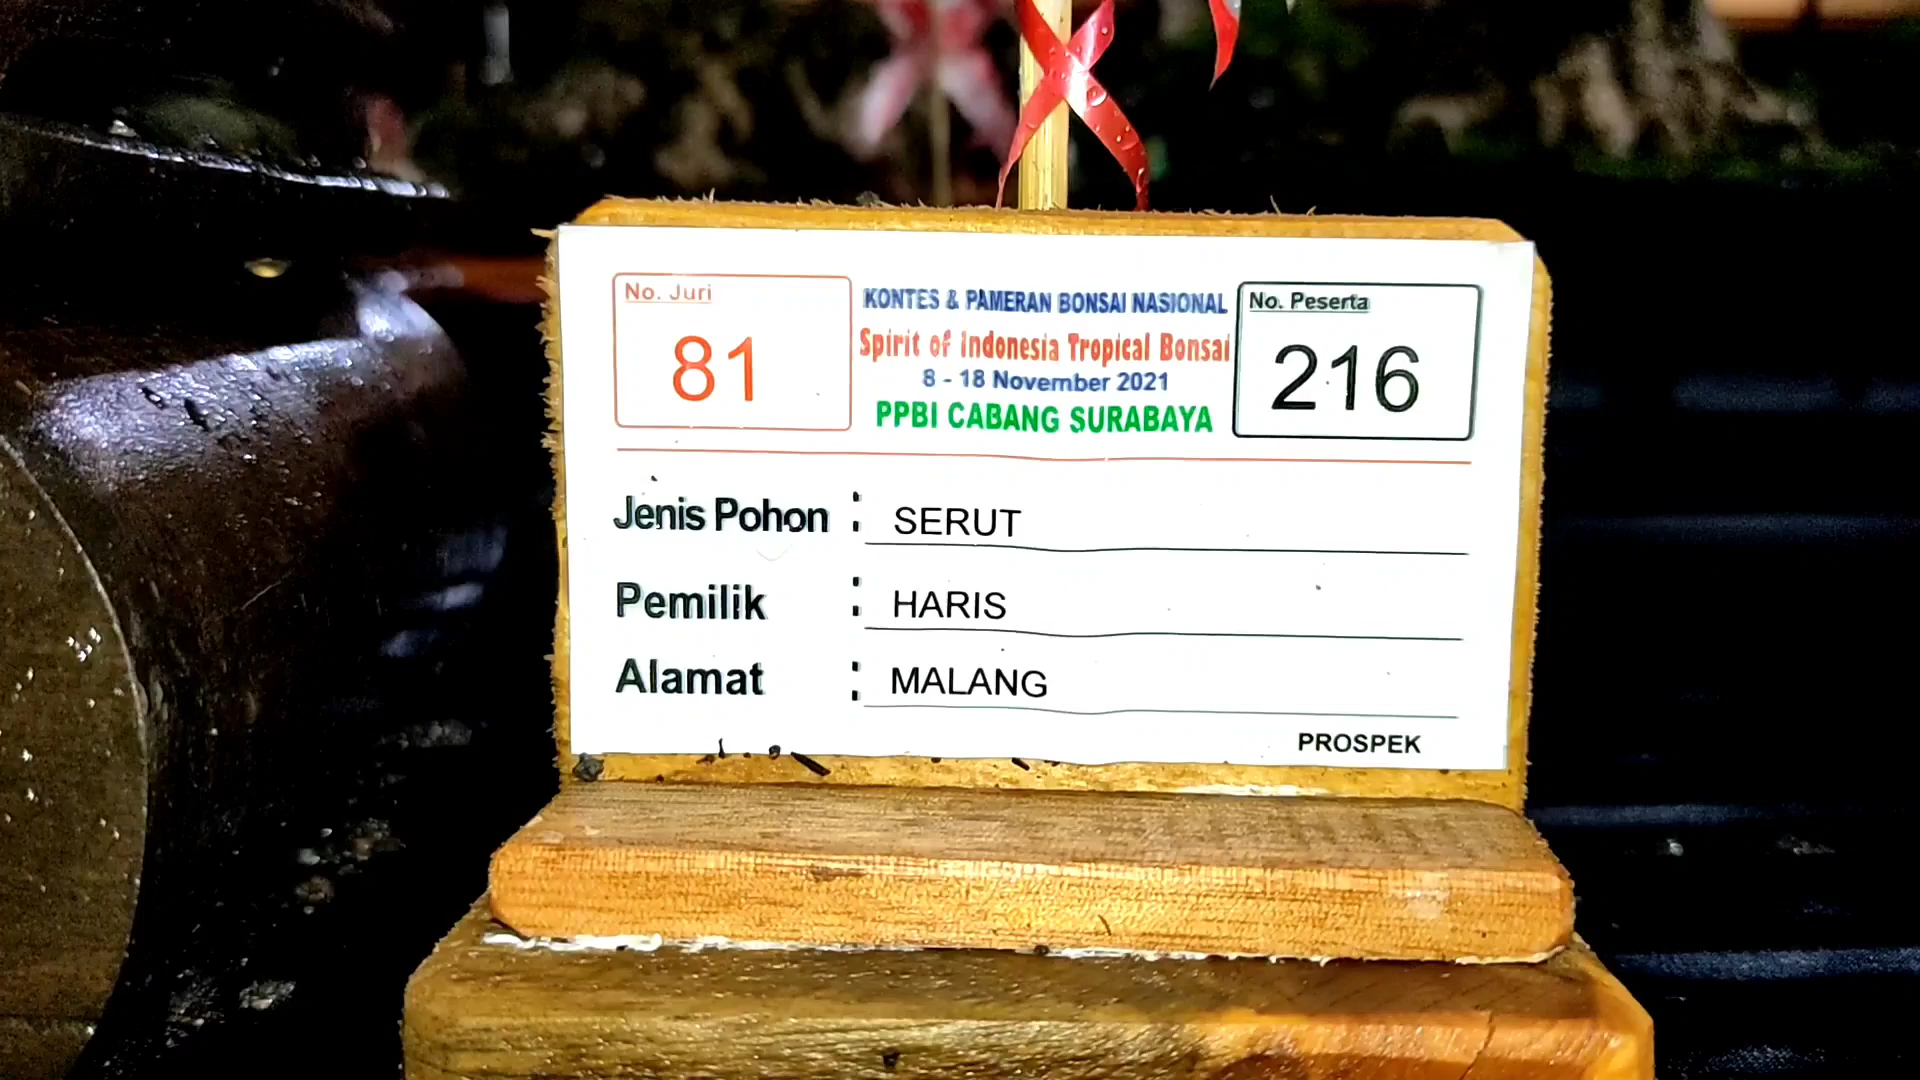 No. Juri
81
KONTES & PAMERAN BONSAI NASIONAL
Spirit of Indonesia Tropical Bonsai
8 - 18 November 2021
PPBI CABANG SURABAYA
No. Peserta
216
Jenis Pohon : SERUT
Pemilik : HARIS
Alamat : MALANG
PROSPEK